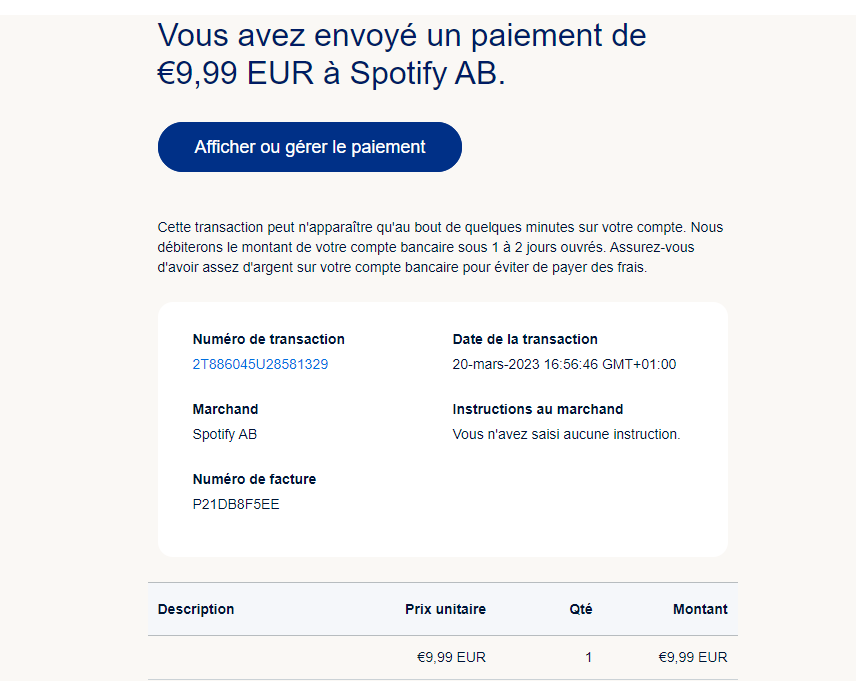 Vous avez envoyé un paiement de
€9,99 EUR à Spotify AB.
Afficher ou gérer le paiement
Cette transaction peut n'apparaître qu'au bout de quelques minutes sur votre compte. Nous
débiterons le montant de votre compte bancaire sous 1 à 2 jours ouvrés. Assurez-vous
d'avoir assez d'argent sur votre compte bancaire pour éviter de payer des frais.
Numéro de transaction
2T886045U28581329
Date de la transaction
20-mars-2023 16:56:46 GMT+01:00
Marchand
Spotify AB
Instructions au marchand
Vous n'avez saisi aucune instruction.
Numéro de facture
P21DB8F5EE
Description Prix unitaire Qté Montant
€9,99 EUR 1 €9,99 EUR